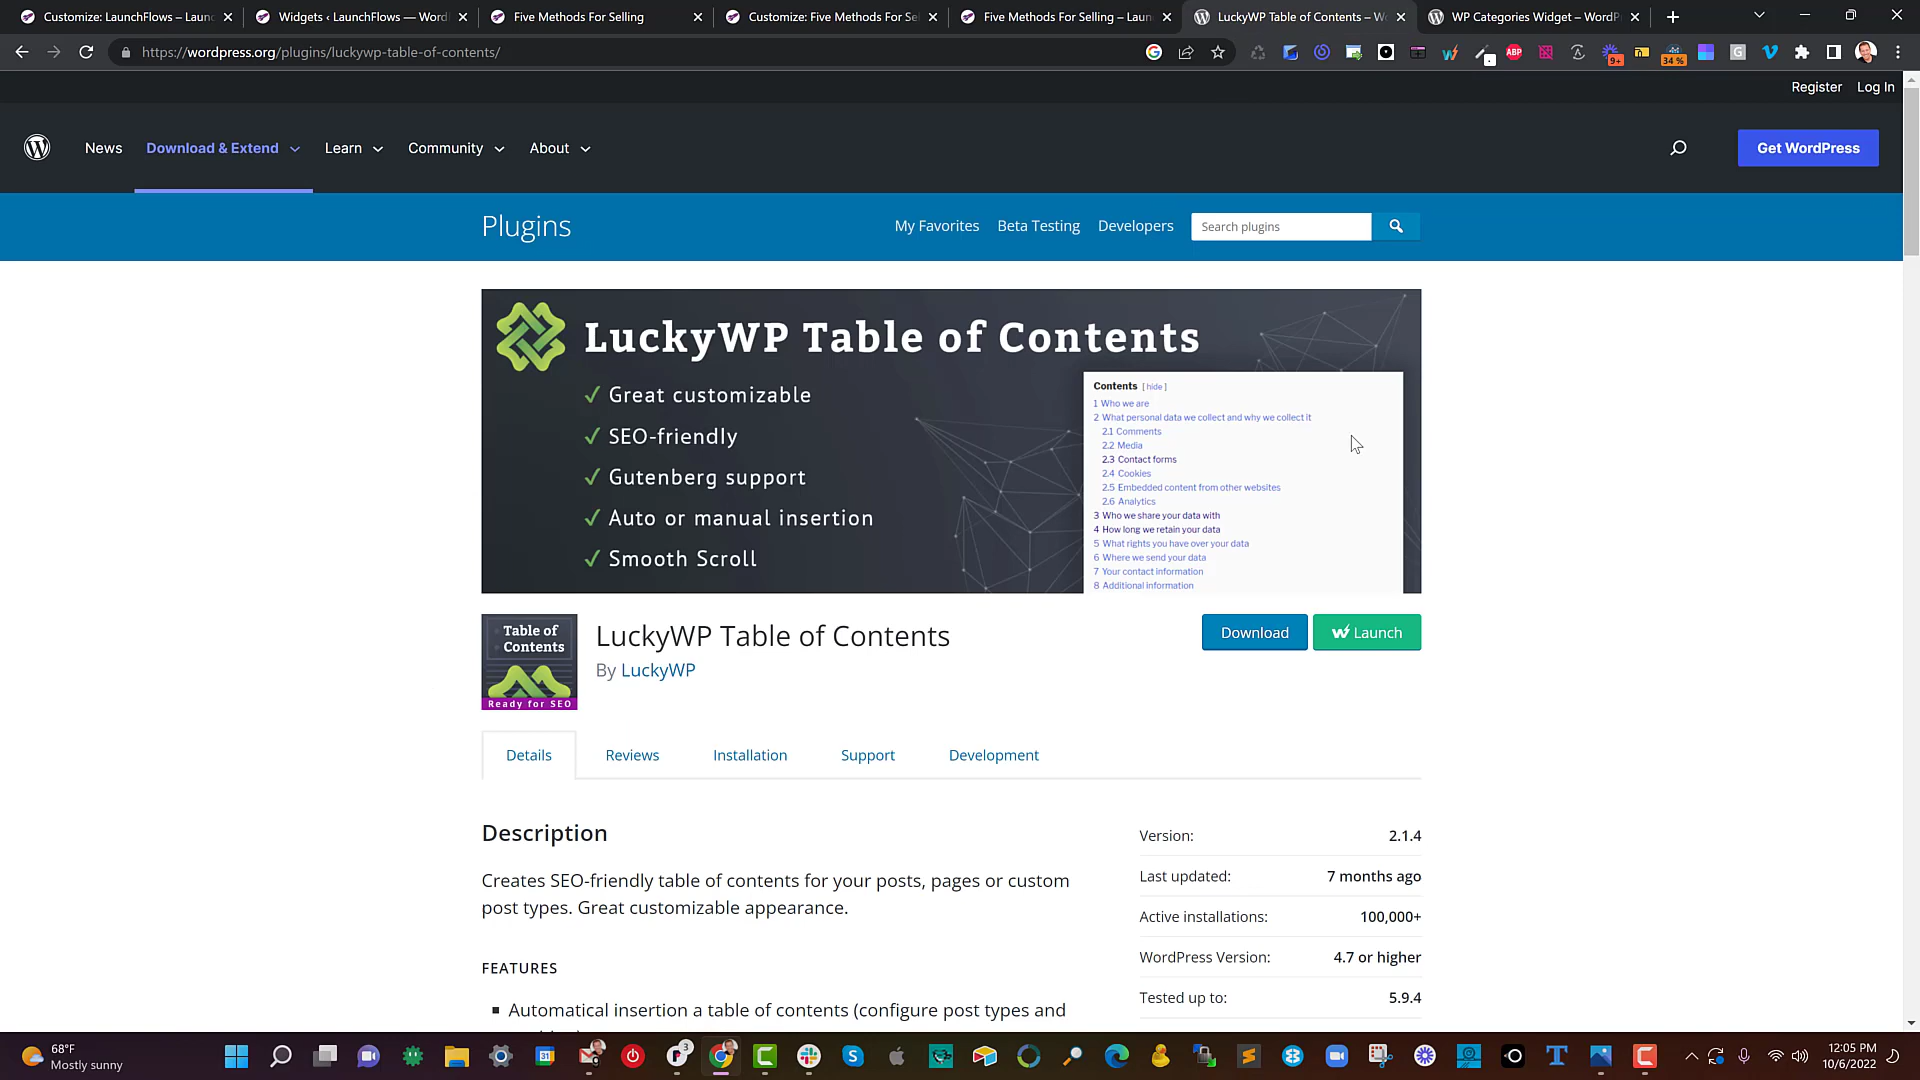 Customize: LaunchFlows – Laun
Widgets ‹ LaunchFlows — Word
Five Methods For Selling
Customize: Five Methods For Se
Five Methods For Selling – Laun
LuckyWP Table of Contents – Wo
WP Categories Widget – WordP
https://wordpress.org/plugins/luckywp-table-of-contents/
ABP
9+
34 %
Register Log In
News Download & Extend Learn Community About Get WordPress
Plugins My Favorites Beta Testing Developers Search plugins
LuckyWP Table of Contents
✓ Great customizable
✓ SEO-friendly
✓ Gutenberg support
✓ Auto or manual insertion
✓ Smooth Scroll
Contents [ hide ]
1 Who we are
2 What personal data we collect and why we collect it
2.1 Comments
2.2 Media
2.3 Contact forms
2.4 Cookies
2.5 Embedded content from other websites
2.6 Analytics
3 Who we share your data with
4 How long we retain your data
5 What rights you have over your data
6 Where we send your data
7 Your contact information
8 Additional information
Table of
Contents
Ready for SEO
LuckyWP Table of Contents
By LuckyWP
Download Launch
Details Reviews Installation Support Development
Description
Creates SEO-friendly table of contents for your posts, pages or custom
post types. Great customizable appearance.
FEATURES
▪ Automatical insertion a table of contents (configure post types and
Version: 2.1.4
Last updated: 7 months ago
Active installations: 100,000+
WordPress Version: 4.7 or higher
Tested up to: 5.9.4
68°F
Mostly sunny
31
3
12:05 PM
10/6/2022